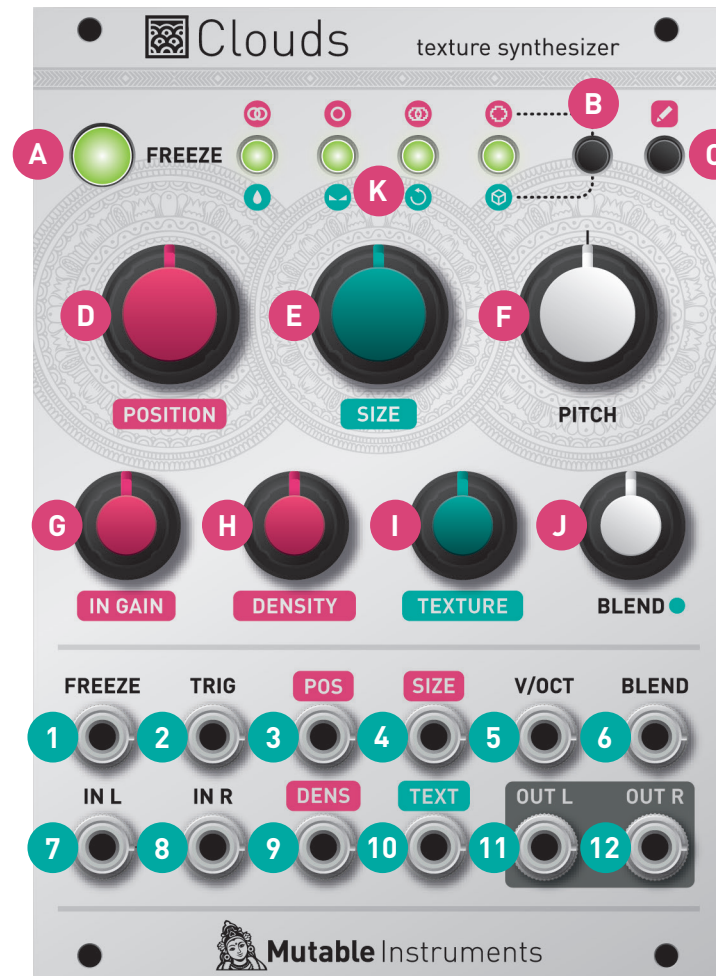 Clouds texture synthesizer
B
A FREEZE C
K
D E F
POSITION SIZE PITCH
G H I J
IN GAIN DENSITY TEXTURE BLEND
FREEZE TRIG POS SIZE V/OCT BLEND
1 2 3 4 5 6
IN L IN R DENS TEXT OUT L OUT R
7 8 9 10 11 12
Mutable Instruments